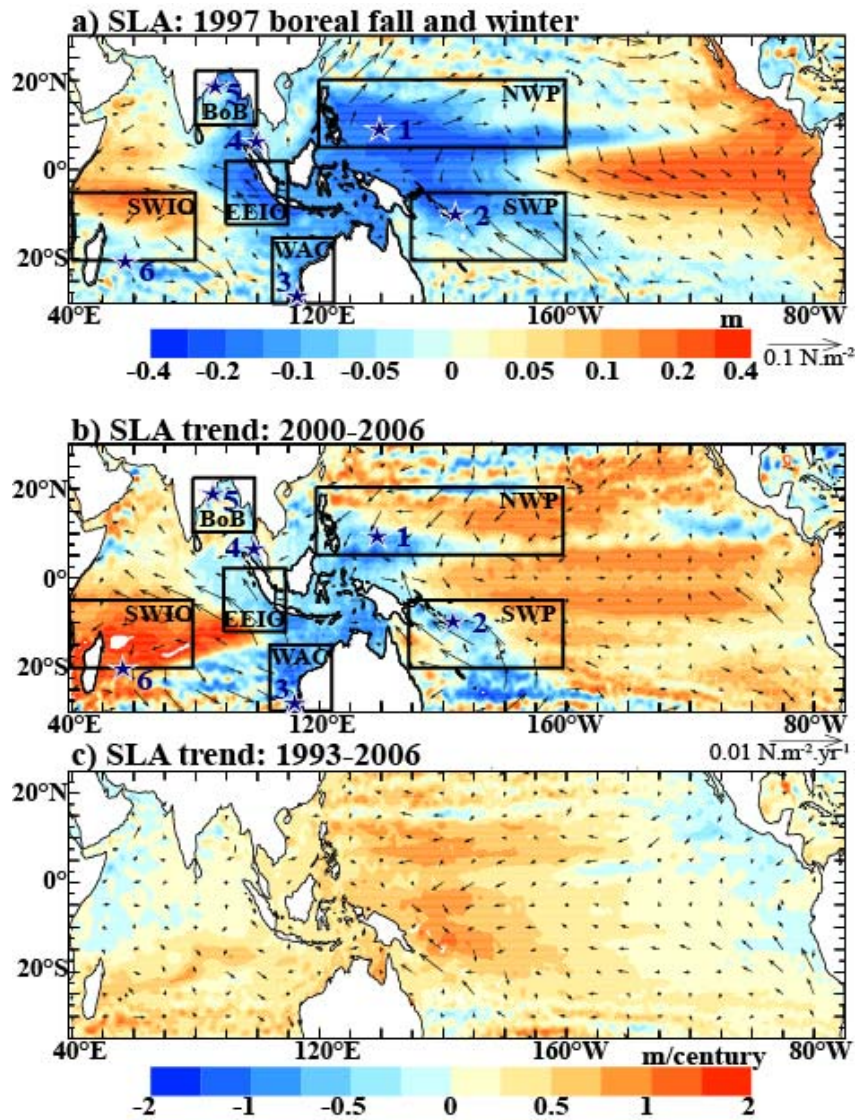 a) SLA: 1997 boreal fall and winter
20°N
0°
20°S
NWP
BoB
5
4
1
SWIO
EEIO
SWP
2
WAC
6
3
40°E 120°E 160°W 80°W
m
-0.4 -0.2 -0.1 -0.05 0 0.05 0.1 0.2 0.4
0.1 N.m-2
b) SLA trend: 2000-2006
20°N
0°
20°S
NWP
BoB
5
4
1
SWIO
EEIO
SWP
2
WAC
6
3
40°E 120°E 160°W 80°W
0.01 N.m-2.yr-1
c) SLA trend: 1993-2006
20°N
0°
20°S
40°E 120°E 160°W 80°W
m/century
-2 -1 -0.5 0 0.5 1 2